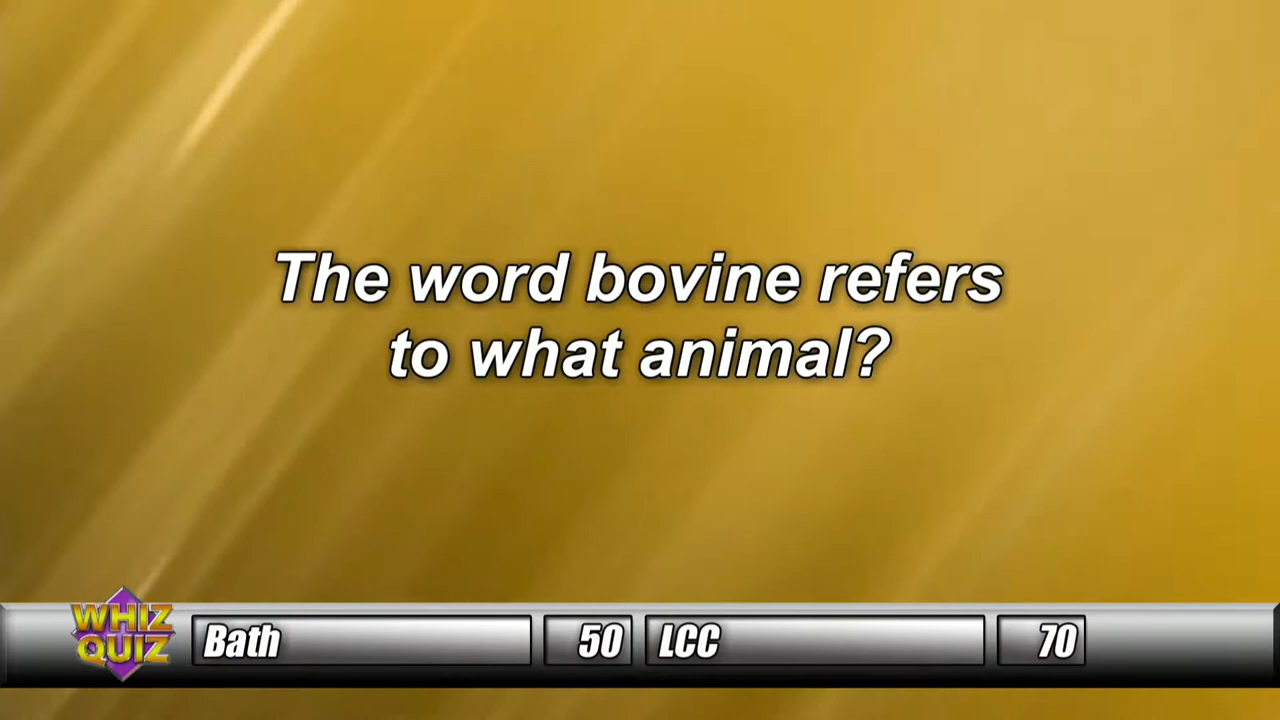 The word bovine refers
to what animal?
WHIZ
QUIZ
Bath 50 LCC 70